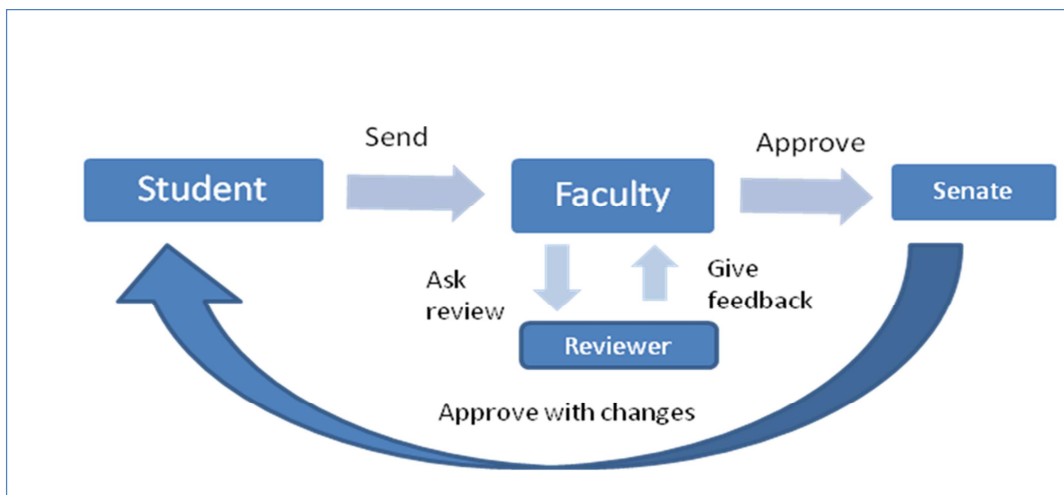 Send
Approve
Student
Faculty
Senate
Ask
review
Give
feedback
Reviewer
Approve with changes